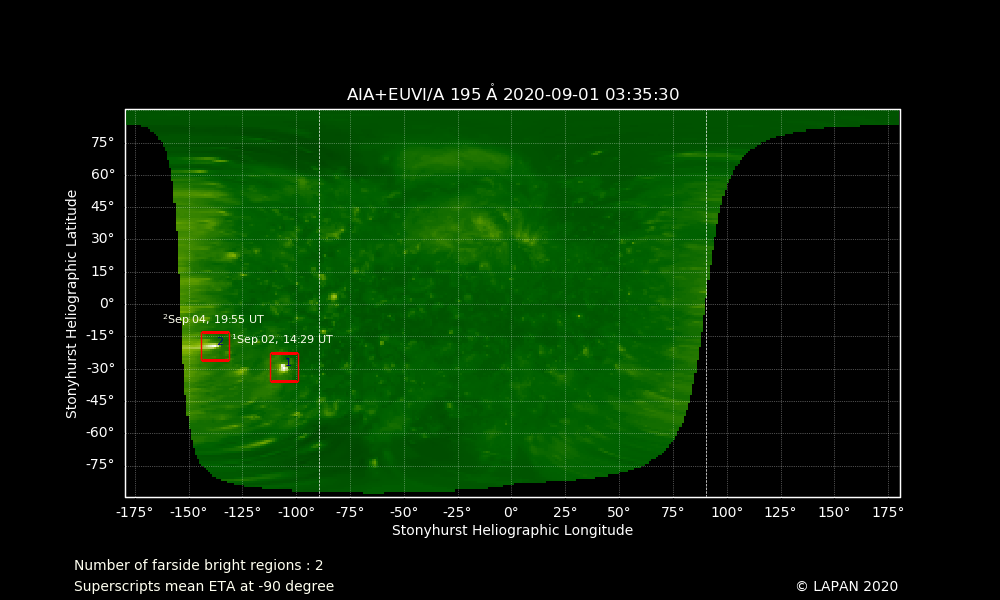 AIA+EUVI/A 195 Å 2020-09-01 03:35:30
Stonyhurst Heliographic Latitude
75°
60°
45°
30°
15°
0°
-15°
-30°
-45°
-60°
-75°
²Sep 04, 19:55 UT
2
¹Sep 02, 14:29 UT
1
-175° -150° -125° -100° -75° -50° -25° 0° 25° 50° 75° 100° 125° 150° 175°
Stonyhurst Heliographic Longitude
Number of farside bright regions : 2
Superscripts mean ETA at -90 degree
© LAPAN 2020